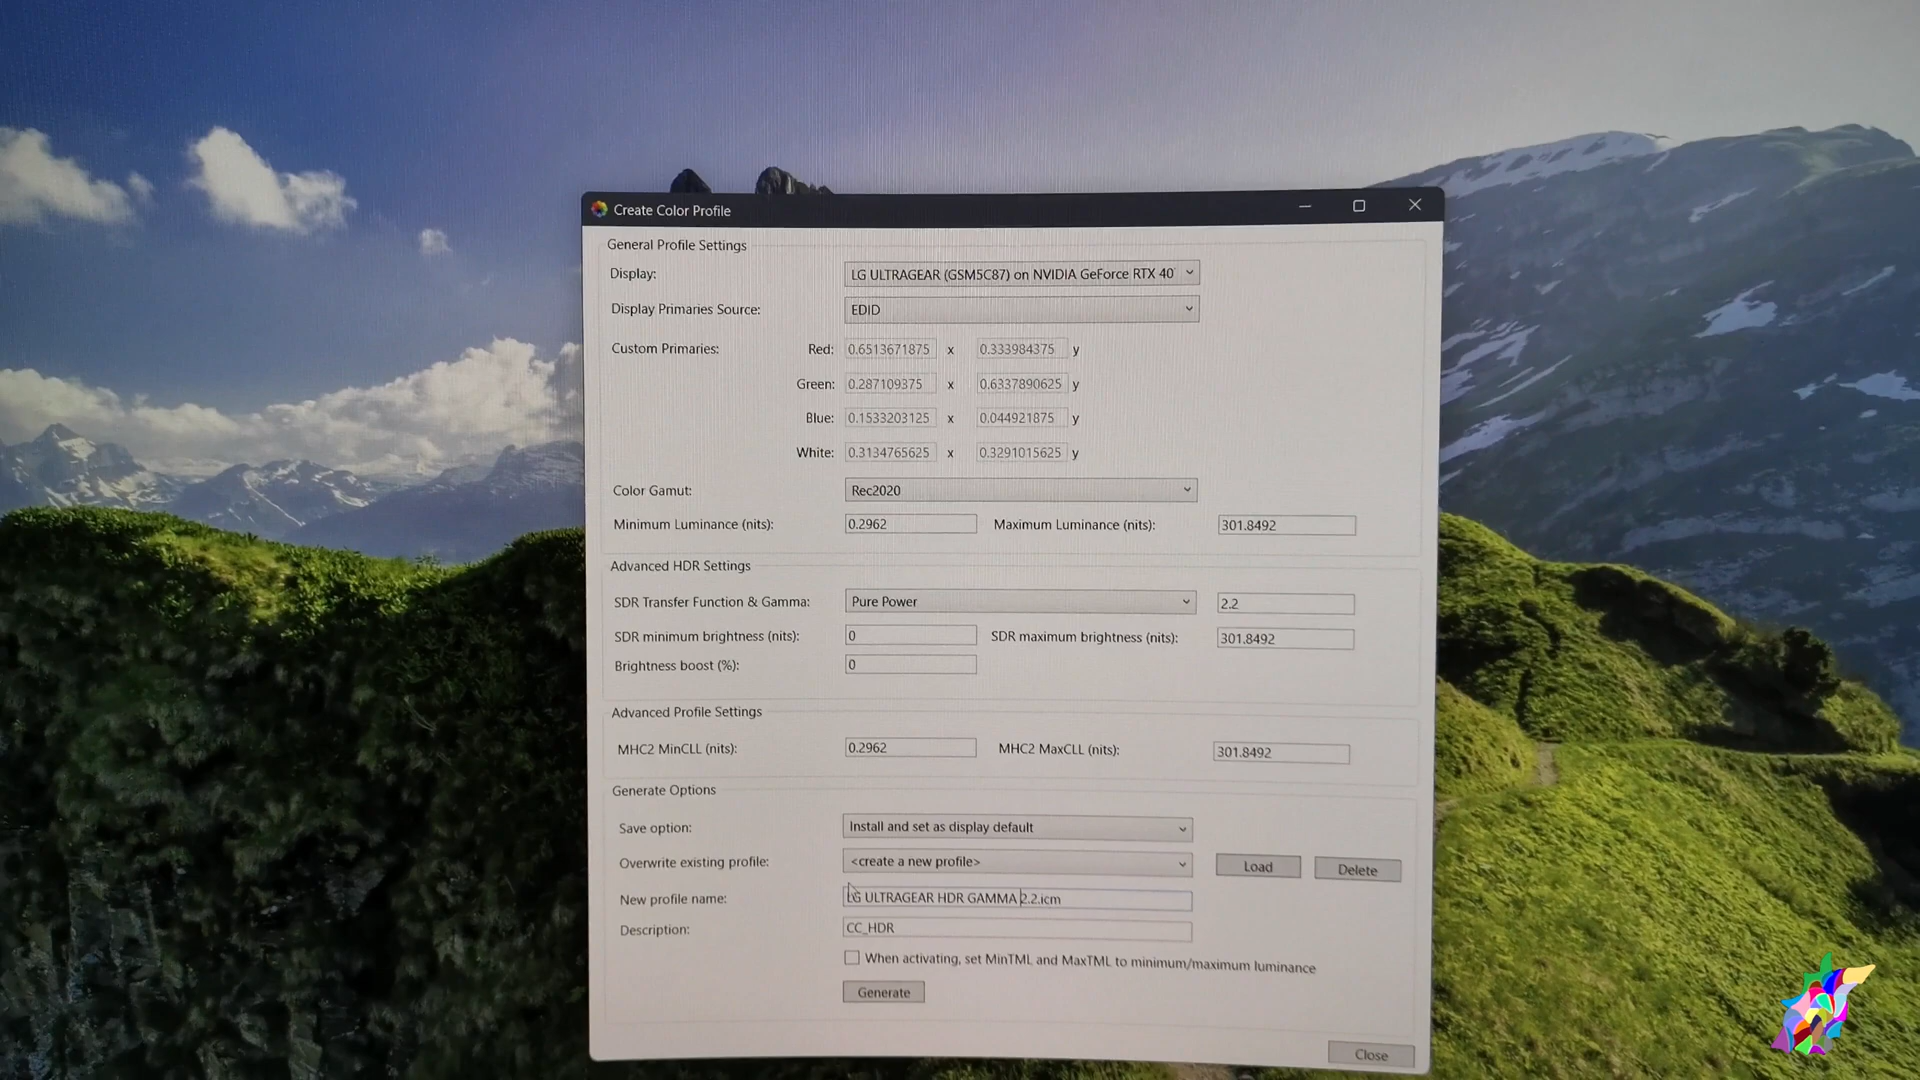 Create Color Profile
General Profile Settings
Display: LG ULTRAGEAR (GSM5C87) on NVIDIA GeForce RTX 40
Display Primaries Source: EDID
Custom Primaries: Red: 0.6513671875 x 0.333984375 y
Green: 0.287109375 x 0.6337890625 y
Blue: 0.1533203125 x 0.044921875 y
White: 0.3134765625 x 0.3291015625 y
Color Gamut: Rec2020
Minimum Luminance (nits): 0.2962 Maximum Luminance (nits): 301.8492
Advanced HDR Settings
SDR Transfer Function & Gamma: Pure Power 2.2
SDR minimum brightness (nits): 0 SDR maximum brightness (nits): 301.8492
Brightness boost (%): 0
Advanced Profile Settings
MHC2 MinCLL (nits): 0.2962 MHC2 MaxCLL (nits): 301.8492
Generate Options
Save option: Install and set as display default
Overwrite existing profile: <create a new profile> Load Delete
New profile name: LG ULTRAGEAR HDR GAMMA 2.2.icm
Description: CC_HDR
When activating, set MinTML and MaxTML to minimum/maximum luminance
Generate
Close